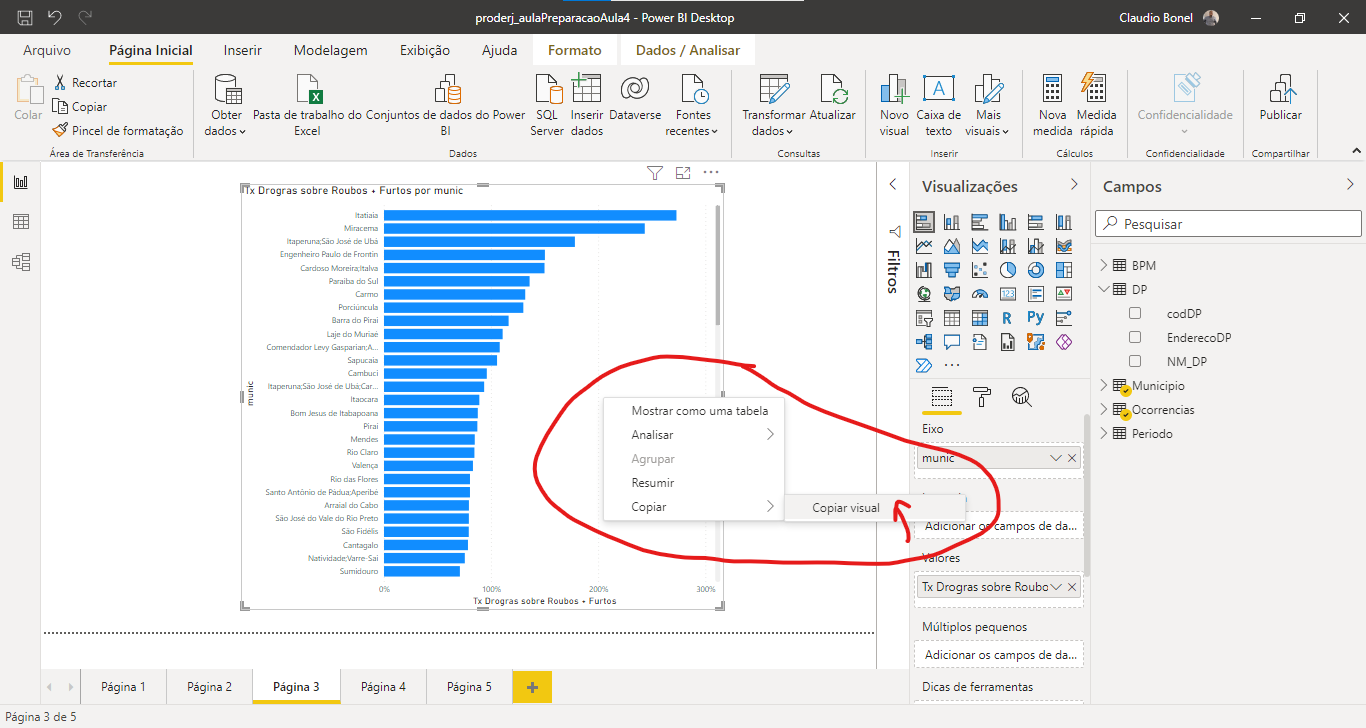 proderj_aulaPreparacaoAula4 - Power BI Desktop
Claudio Bonel
Arquivo
Página Inicial
Inserir
Modelagem
Exibição
Ajuda
Formato
Dados / Analisar
Colar
Recortar
Copiar
Pincel de formatação
Área de Transferência
Obter dados
Pasta de trabalho do Excel
Conjuntos de dados do Power BI
SQL Server
Inserir dados
Dataverse
Fontes recentes
Dados
Transformar dados
Atualizar
Consultas
Novo visual
Caixa de texto
Mais visuais
Inserir
Nova medida
Medida rápida
Cálculos
Confidencialidade
Confidencialidade
Publicar
Compartilhar
Tx Drogras sobre Roubos + Furtos por munic
munic
Itatiaia
Miracema
Itaperuna;São José de Ubá
Engenheiro Paulo de Frontin
Cardoso Moreira;Italva
Paraíba do Sul
Carmo
Porciúncula
Barra do Piraí
Laje do Muriaé
Comendador Levy Gasparian;A...
Sapucaia
Cambuci
Itaperuna;São José de Ubá;Car...
Itaocara
Bom Jesus de Itabapoana
Piraí
Mendes
Rio Claro
Valença
Rio das Flores
Santo Antônio de Pádua;Aperibé
Arraial do Cabo
São José do Vale do Rio Preto
São Fidélis
Cantagalo
Natividade;Varre-Sai
Sumidouro
0%
100%
200%
300%
Tx Drogras sobre Roubos + Furtos
Mostrar como uma tabela
Analisar
Agrupar
Resumir
Copiar
Copiar visual
Filtros
Visualizações
R
Py
123
A
Eixo
munic
Adicionar os campos de da...
Valores
Tx Drogras sobre Roubo
Múltiplos pequenos
Adicionar os campos de da...
Dicas de ferramentas
Campos
Pesquisar
BPM
DP
codDP
EnderecoDP
NM_DP
Municipio
Ocorrencias
Periodo
Página 1
Página 2
Página 3
Página 4
Página 5
Página 3 de 5